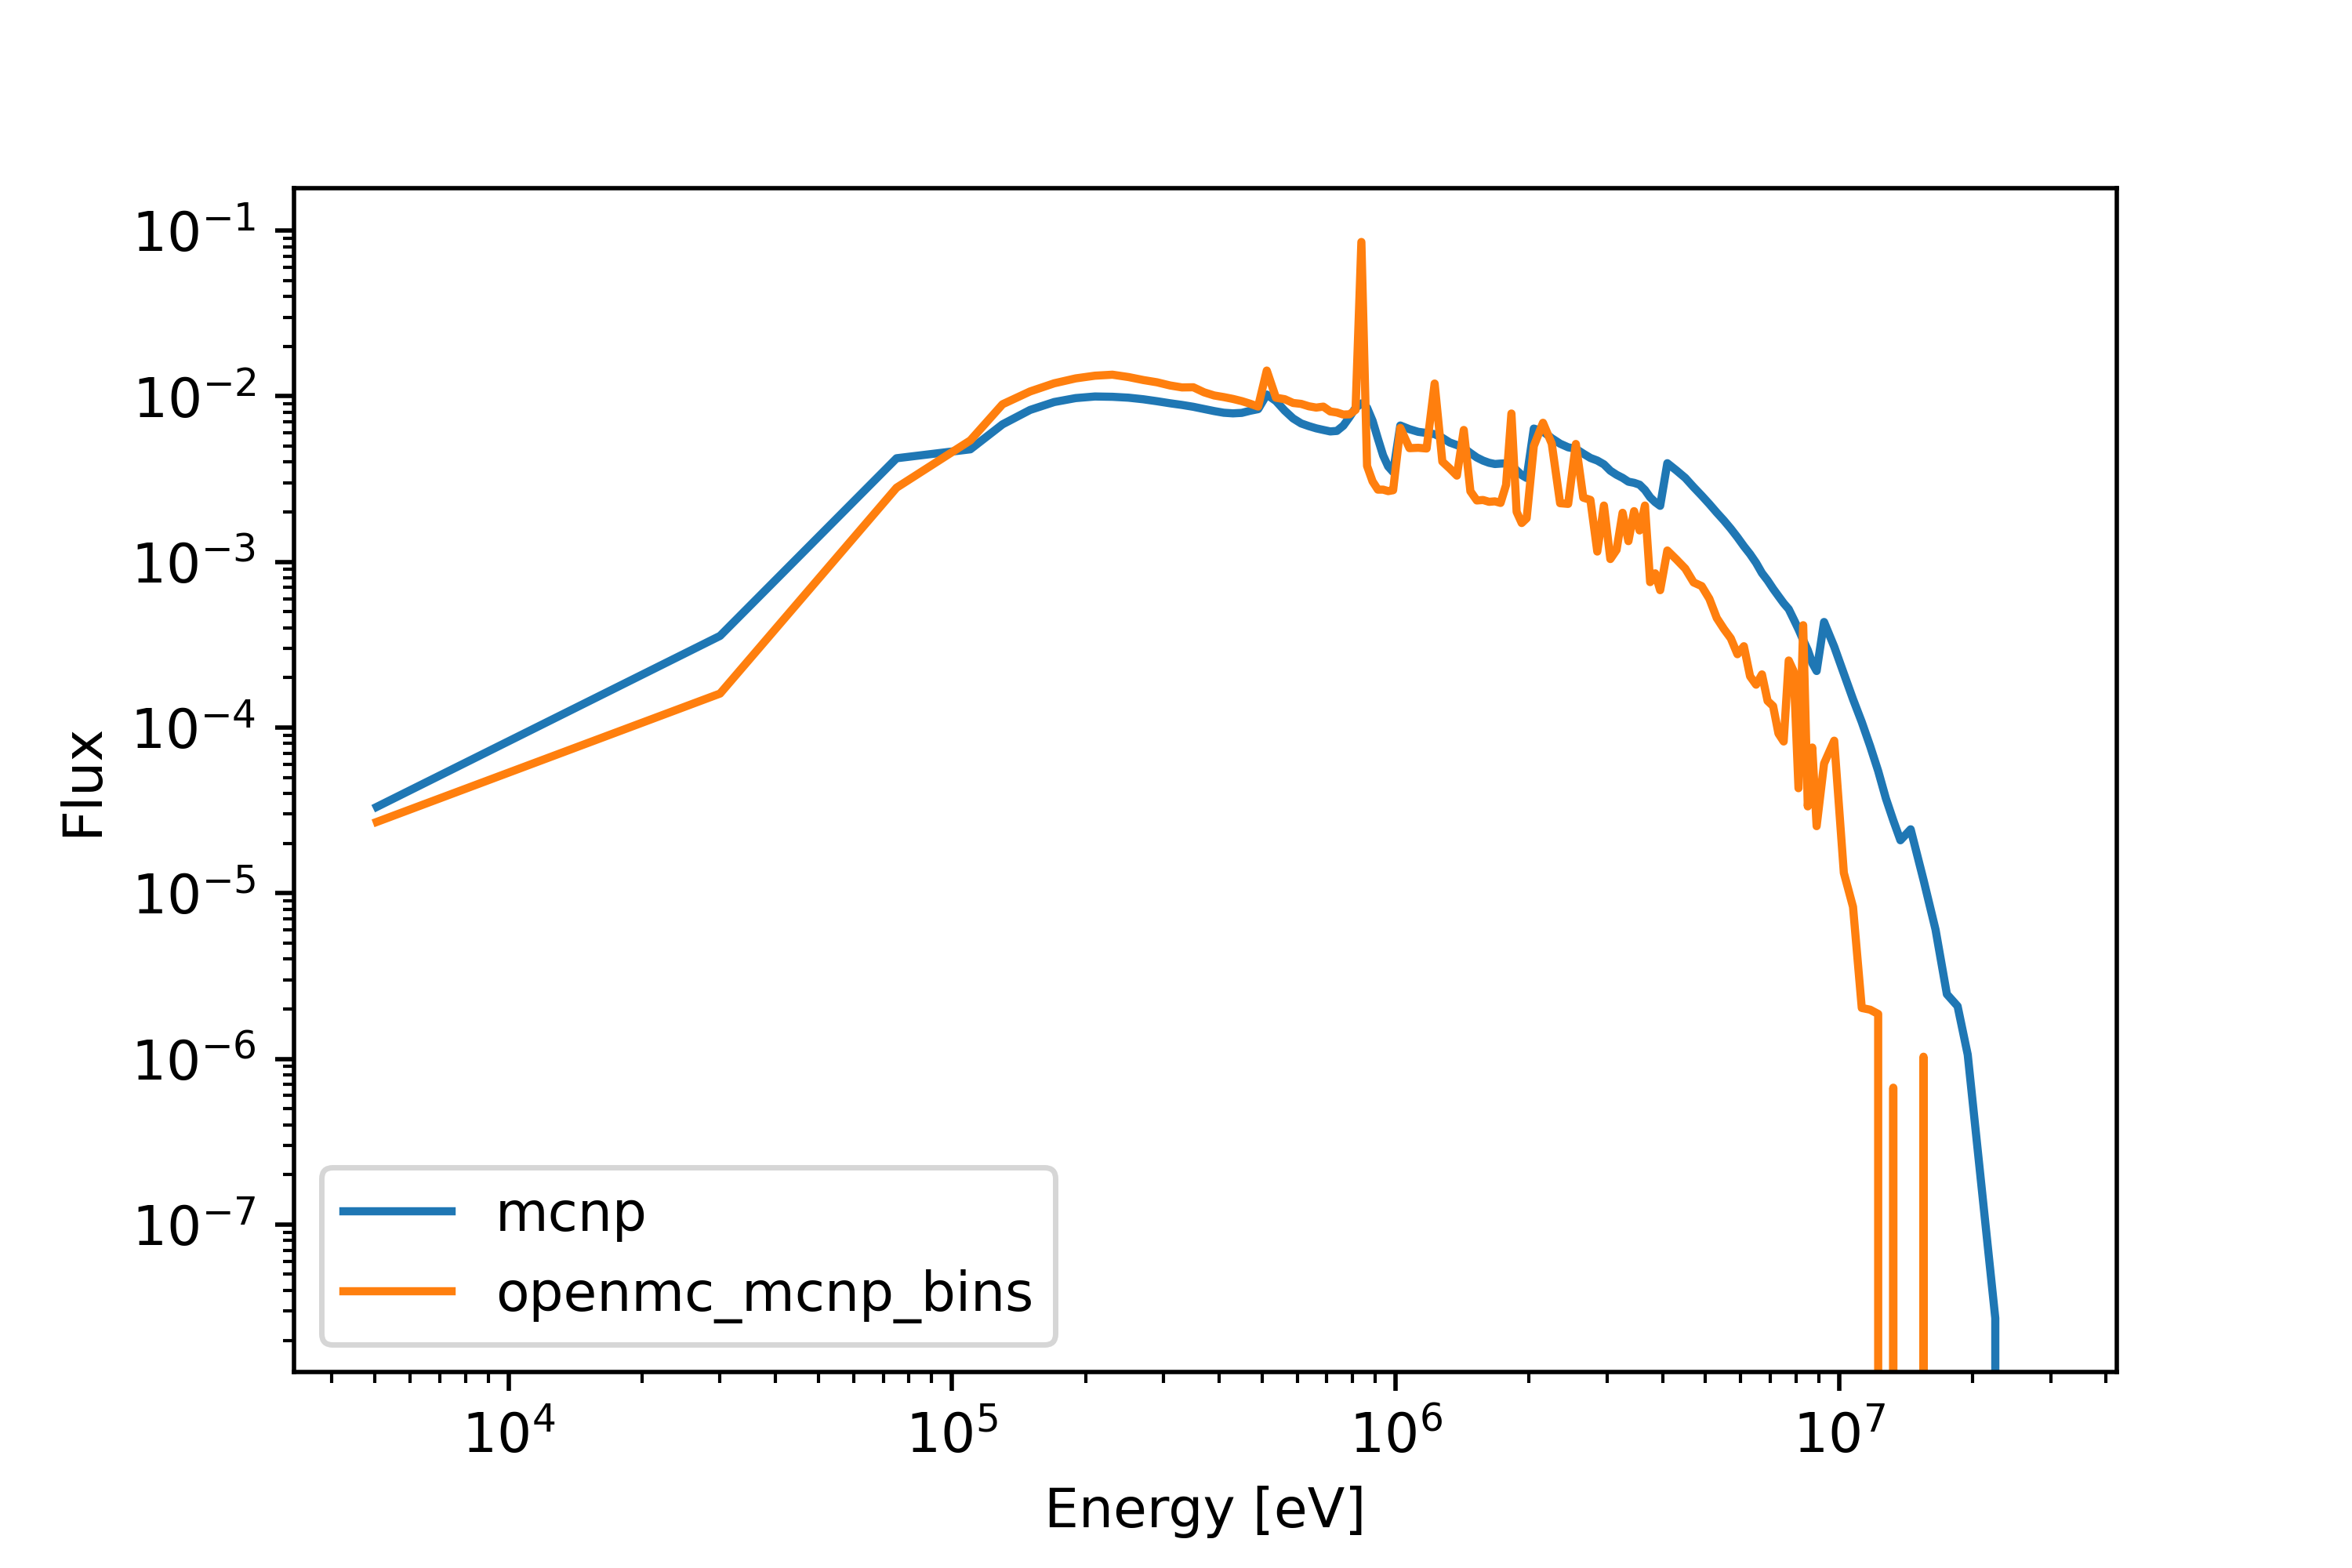 10⁻¹
10⁻²
10⁻³
10⁻⁴
10⁻⁵
10⁻⁶
10⁻⁷
Flux
mcnp
openmc_mcnp_bins
10⁴ 10⁵ 10⁶ 10⁷
Energy [eV]